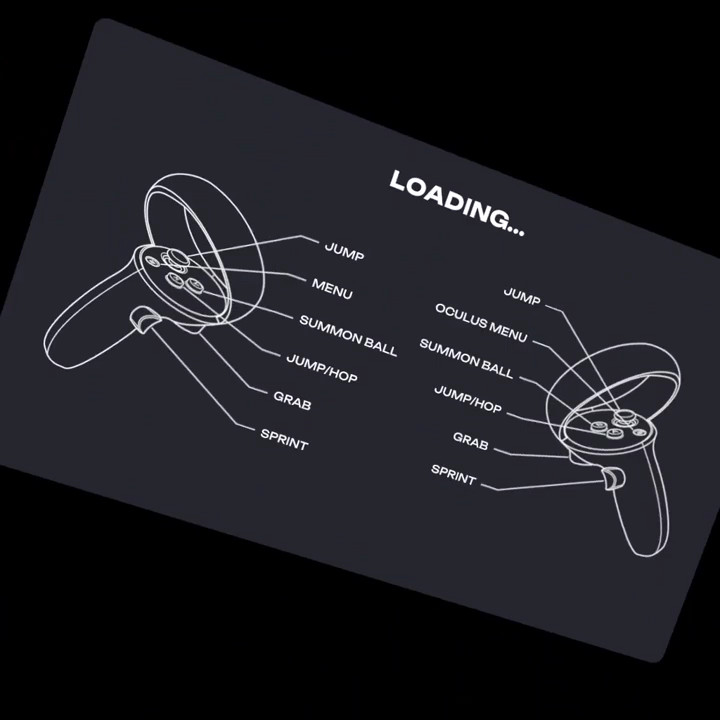 LOADING...
JUMP
MENU
SUMMON BALL
JUMP/HOP
GRAB
SPRINT
JUMP
OCULUS MENU
SUMMON BALL
JUMP/HOP
GRAB
SPRINT